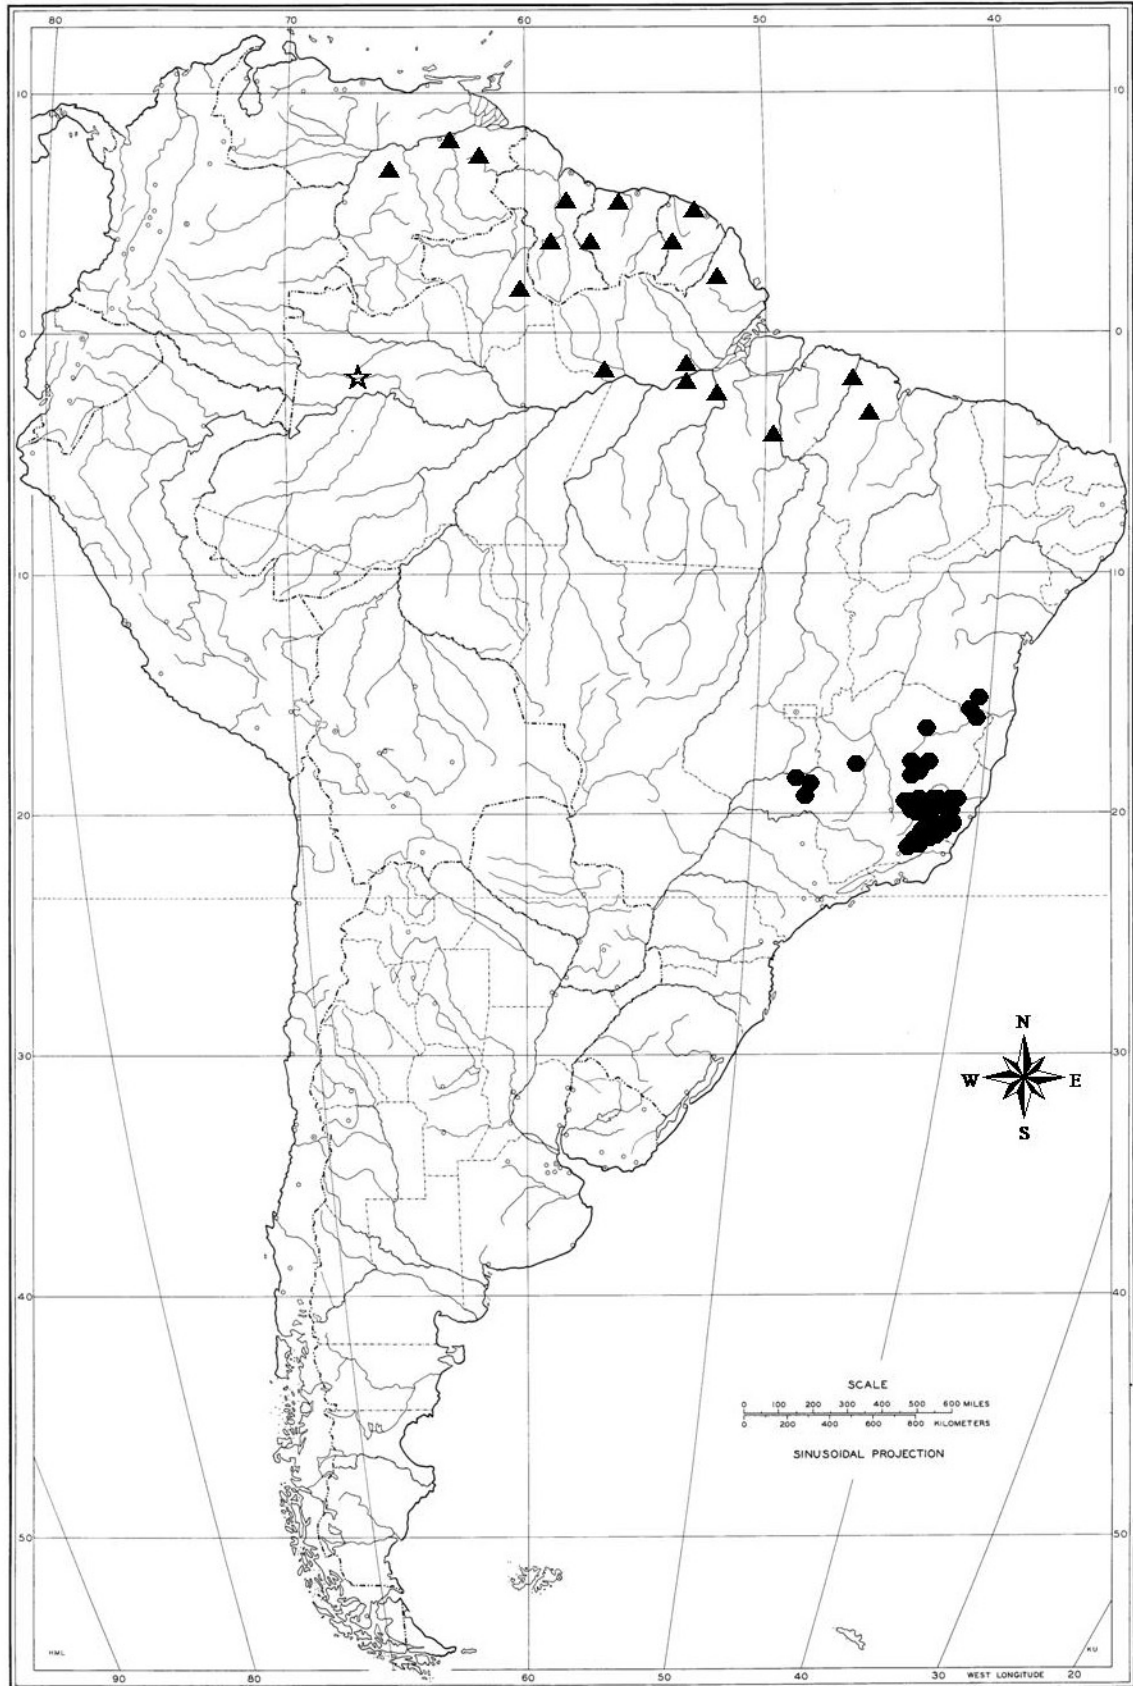 80 70 60 50 40
10 10
0 0
10 10
20 20
N
30 W E 30
S
40 40
SCALE
0 100 200 300 400 500 600 MILES
0 200 400 600 800 KILOMETERS
SINUSOIDAL PROJECTION
50 50
HML KU
90 80 70 60 50 40 30 WEST LONGITUDE 20